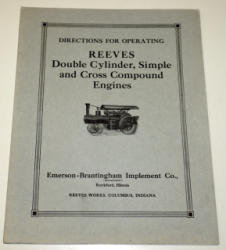 DIRECTIONS FOR OPERATING
REEVES
Double Cylinder, Simple
and Cross Compound
Engines
Emerson-Brantingham Implement Co.,
Rockford, Illinois
REEVES WORKS, COLUMBUS, INDIANA